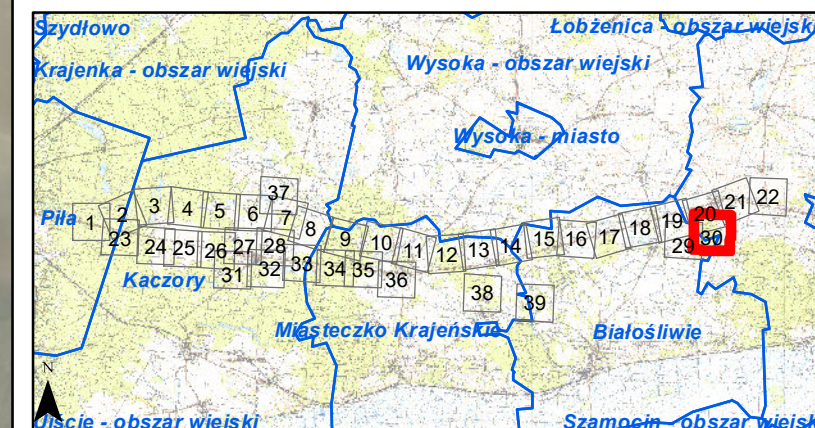 Szydłowo
Łobżenica - obszar wiejski
Krajenka - obszar wiejski
Wysoka - obszar wiejski
Wysoka - miasto
37
1 2 3 4 5 6 7 8 9 10 11 12 13 14 15 16 17 18 19 20 21 22
Piła
23 24 25 26 27 28 29 30
31 32 33 34 35 36
Kaczory
38 39
Miasteczko Krajeńskie
Białośliwie
N
Ujście - obszar wiejski
Szamocin - obszar wiejski